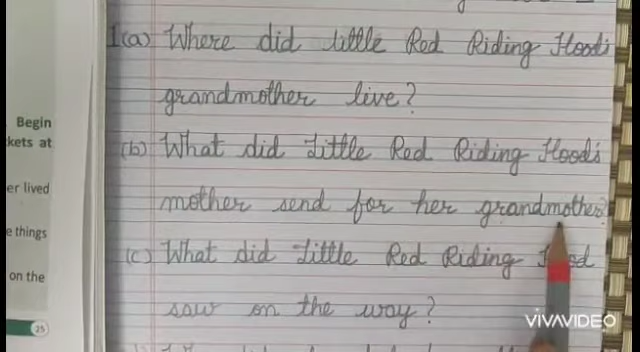 1(a) Where did little Red Riding Hood's
grandmother live?
Begin
(b) What did Little Red Riding Hood's
kets at
er lived
mother send for her grandmother?
e things
(c) What did Little Red Riding Hood
on the
saw on the way?
25
VIVAVIDEO